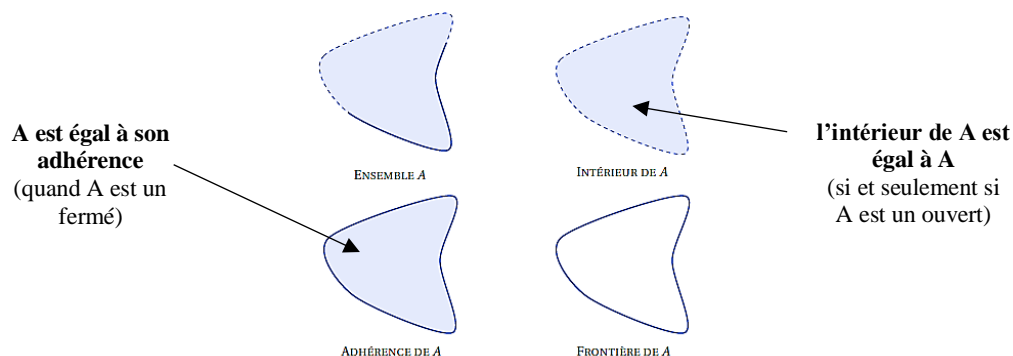 A est égal à son
adhérence
(quand A est un
fermé)
ENSEMBLE A
INTÉRIEUR DE A
l’intérieur de A est
égal à A
(si et seulement si
A est un ouvert)
ADHÉRENCE DE A
FRONTIÈRE DE A